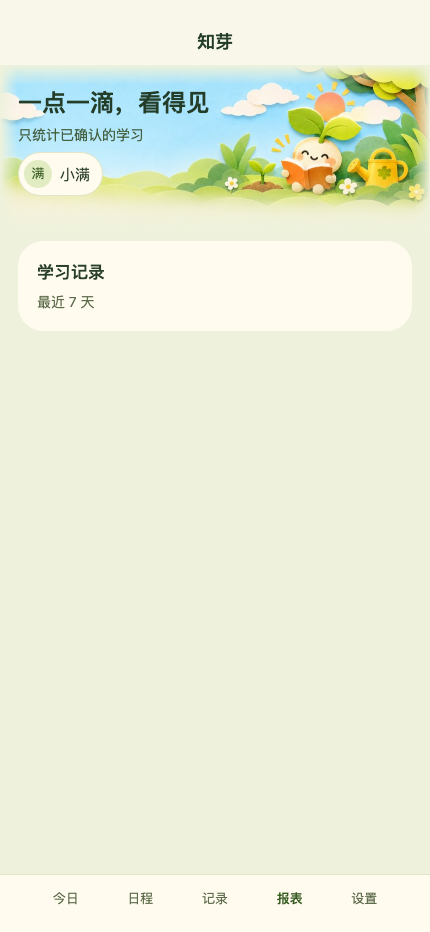 知芽
一点一滴，看得见
只统计已确认的学习
满 小满
学习记录
最近 7 天
今日 日程 记录 报表 设置